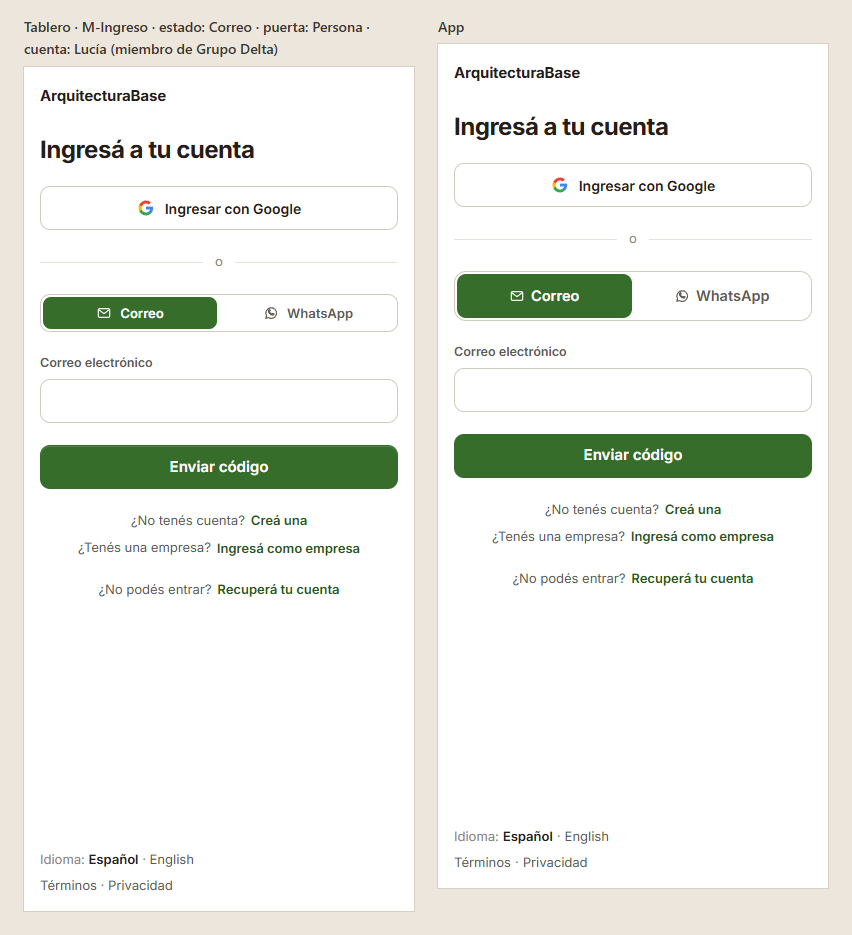 Tablero · M-Ingreso · estado: Correo · puerta: Persona ·
cuenta: Lucía (miembro de Grupo Delta)
ArquitecturaBase
Ingresá a tu cuenta
Ingresar con Google
o
Correo
WhatsApp
Correo electrónico
Enviar código
¿No tenés cuenta? Creá una
¿Tenés una empresa? Ingresá como empresa
¿No podés entrar? Recuperá tu cuenta
Idioma: Español · English
Términos · Privacidad
App
ArquitecturaBase
Ingresá a tu cuenta
Ingresar con Google
o
Correo
WhatsApp
Correo electrónico
Enviar código
¿No tenés cuenta? Creá una
¿Tenés una empresa? Ingresá como empresa
¿No podés entrar? Recuperá tu cuenta
Idioma: Español · English
Términos · Privacidad